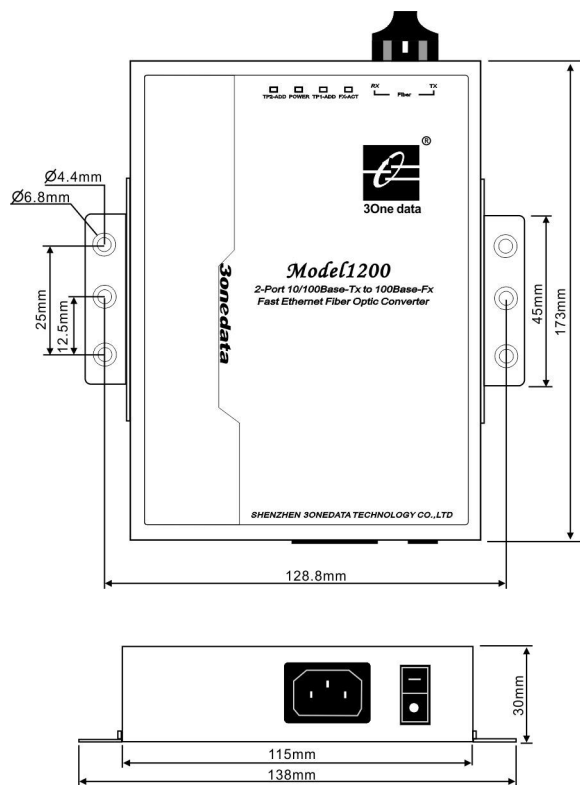 RX TX
Fiber
TP2-ADD POWER TP1-ADD FX-ACT
®
3One data
Ø4.4mm
Ø6.8mm
Model1200
2-Port 10/100Base-Tx to 100Base-Fx
Fast Ethernet Fiber Optic Converter
3onedata
25mm
12.5mm
45mm
173mm
SHENZHEN 3ONEDATA TECHNOLOGY CO.,LTD
128.8mm
30mm
115mm
138mm